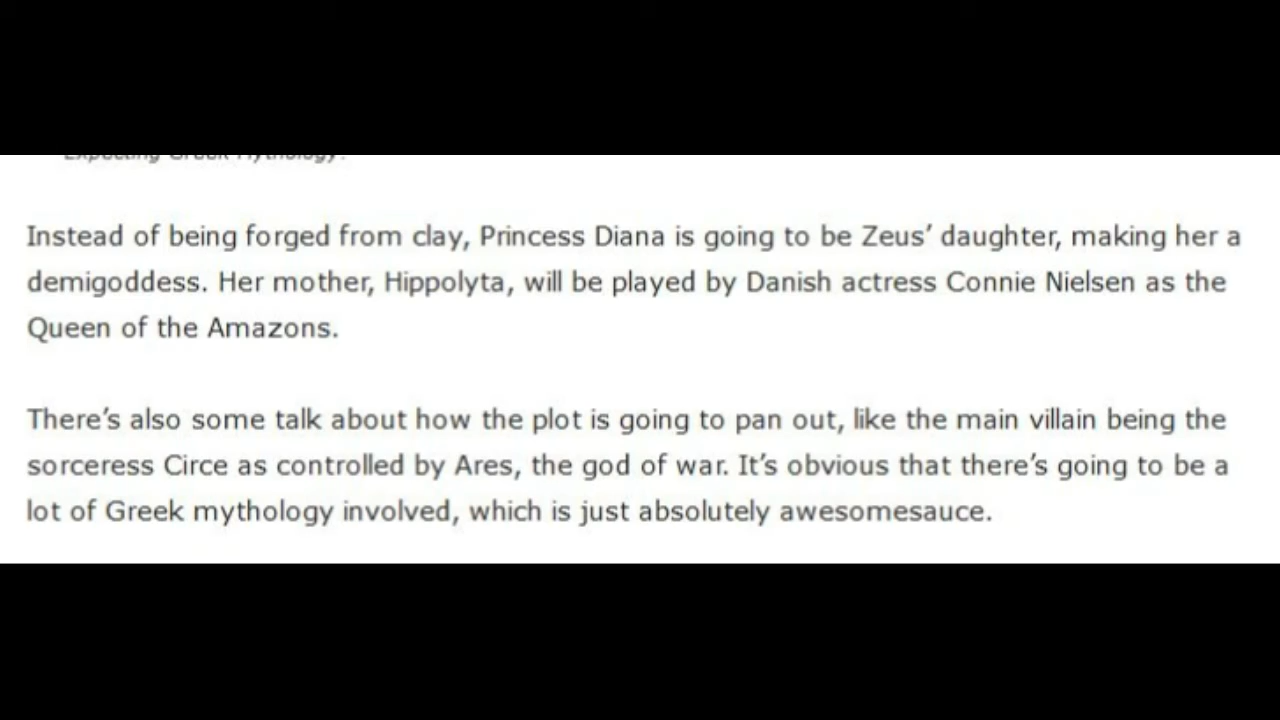 Expecting Greek Mythology.
Instead of being forged from clay, Princess Diana is going to be Zeus’ daughter, making her a
demigoddess. Her mother, Hippolyta, will be played by Danish actress Connie Nielsen as the
Queen of the Amazons.
There’s also some talk about how the plot is going to pan out, like the main villain being the
sorceress Circe as controlled by Ares, the god of war. It’s obvious that there’s going to be a
lot of Greek mythology involved, which is just absolutely awesomesauce.